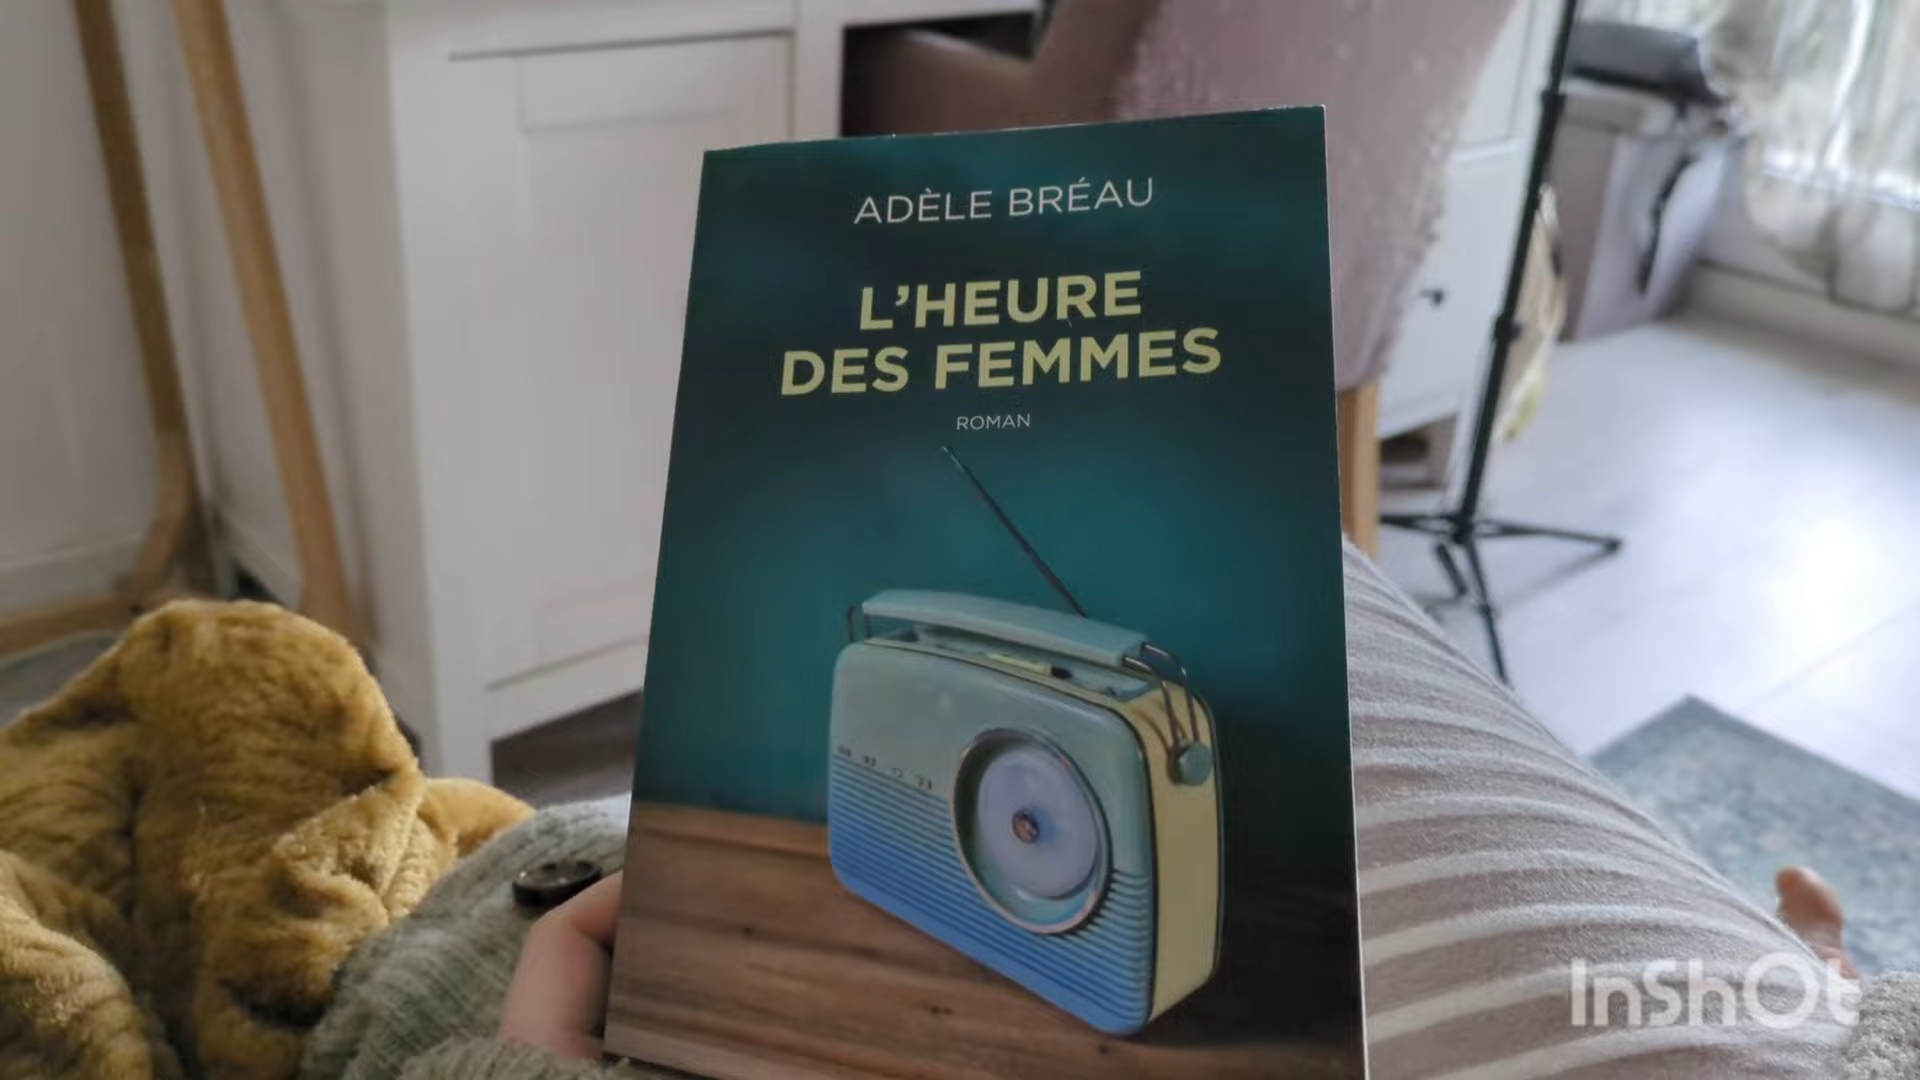 ADÈLE BRÉAU
L'HEURE
DES FEMMES
ROMAN
InShOt